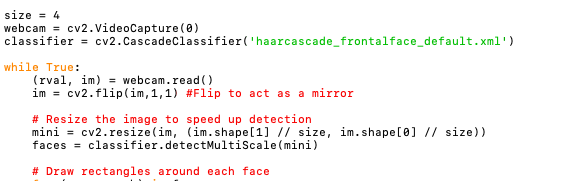 size = 4
webcam = cv2.VideoCapture(0)
classifier = cv2.CascadeClassifier('haarcascade_frontalface_default.xml')
while True:
    (rval, im) = webcam.read()
    im = cv2.flip(im,1,1) #Flip to act as a mirror
    # Resize the image to speed up detection
    mini = cv2.resize(im, (im.shape[1] // size, im.shape[0] // size))
    faces = classifier.detectMultiScale(mini)
    # Draw rectangles around each face